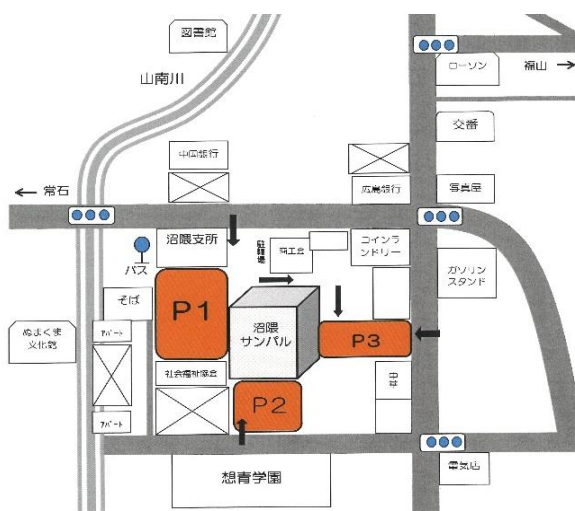 図書館
山南川
ローソン
福山 →
交番
中国銀行
広島銀行
写真屋
← 常石
沼隈支所
バス
駐輪場
商工会
コインラ
ンドリー
ガソリン
スタンド
そば
P1
沼隈
サンパル
P3
ぬまくま
文化館
アパート
社会福祉協会
中華
P2
アパート
想青学園
電気店